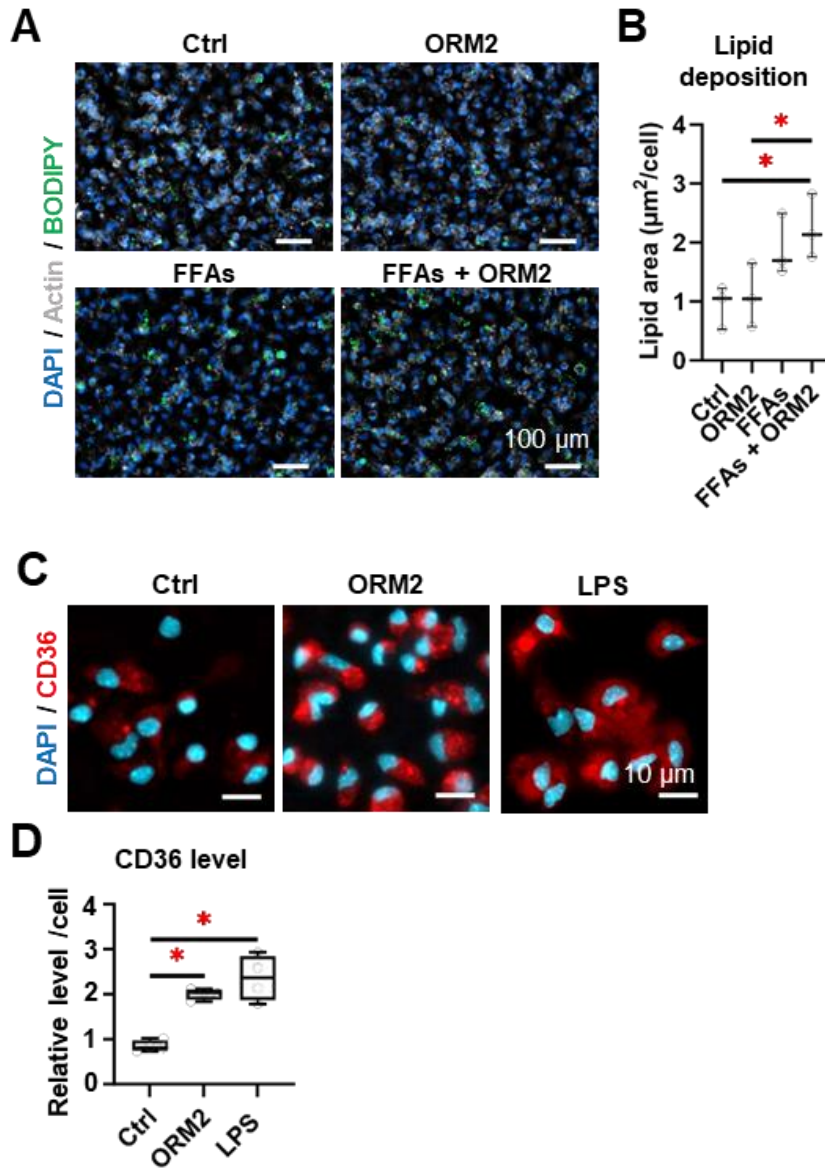 A
Ctrl
ORM2
DAPI / Actin / BODIPY
FFAs
FFAs + ORM2
100 µm
B
Lipid
deposition
Lipid area (µm²/cell)
4
*
*
3
2
1
0
Ctrl
ORM2
FFAs
FFAs + ORM2
C
Ctrl
ORM2
LPS
DAPI / CD36
10 µm
D
CD36 level
Relative level /cell
4
*
*
3
2
1
0
Ctrl
ORM2
LPS